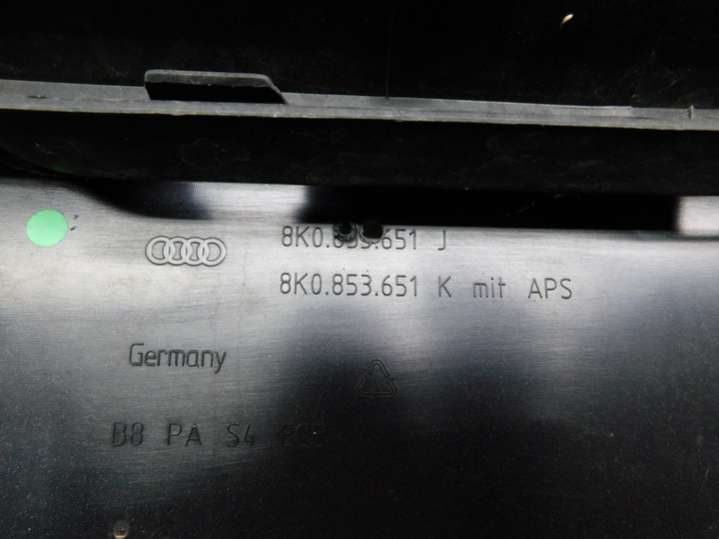 8K0.853.651 J
8K0.853.651 K mit APS
Germany
B8 PA S4